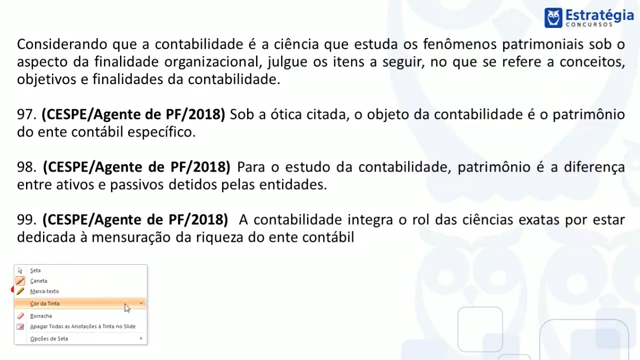 Estratégia
CONCURSOS
Considerando que a contabilidade é a ciência que estuda os fenômenos patrimoniais sob o
aspecto da finalidade organizacional, julgue os itens a seguir, no que se refere a conceitos,
objetivos e finalidades da contabilidade.
97. (CESPE/Agente de PF/2018) Sob a ótica citada, o objeto da contabilidade é o patrimônio
do ente contábil específico.
98. (CESPE/Agente de PF/2018) Para o estudo da contabilidade, patrimônio é a diferença
entre ativos e passivos detidos pelas entidades.
99. (CESPE/Agente de PF/2018) A contabilidade integra o rol das ciências exatas por estar
dedicada à mensuração da riqueza do ente contábil
Seta
Caneta
Marca-texto
Cor da Tinta
Borracha
Apagar Todas as Anotações à Tinta no Slide
Opções de Seta